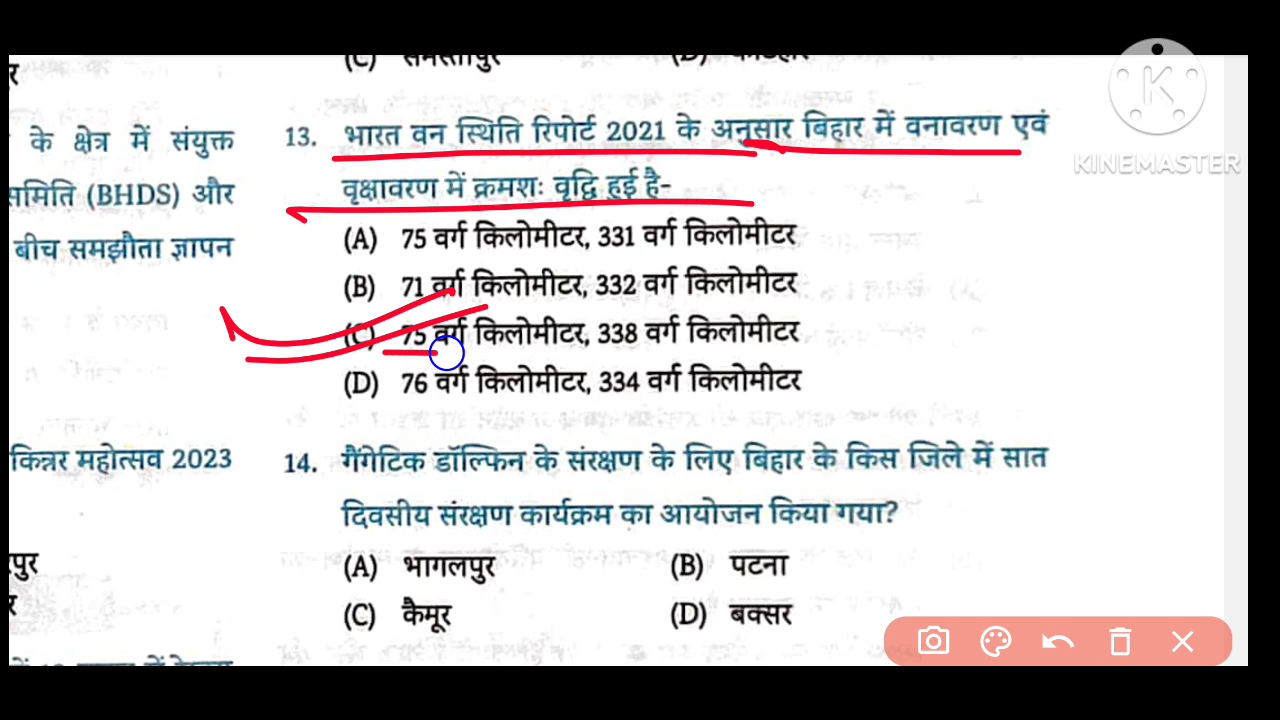 (C) समस्तीपुर
KINEMASTER
के क्षेत्र में संयुक्त
समिति (BHDS) और
बीच समझौता ज्ञापन
किन्नर महोत्सव 2023
13. भारत वन स्थिति रिपोर्ट 2021 के अनुसार बिहार में वनावरण एवं
वृक्षावरण में क्रमशः वृद्धि हुई है-
(A) 75 वर्ग किलोमीटर, 331 वर्ग किलोमीटर
(B) 71 वर्ग किलोमीटर, 332 वर्ग किलोमीटर
(C) 75 वर्ग किलोमीटर, 338 वर्ग किलोमीटर
(D) 76 वर्ग किलोमीटर, 334 वर्ग किलोमीटर
14. गैंगेटिक डॉल्फिन के संरक्षण के लिए बिहार के किस जिले में सात
दिवसीय संरक्षण कार्यक्रम का आयोजन किया गया?
(A) भागलपुर (B) पटना
(C) कैमूर (D) बक्सर